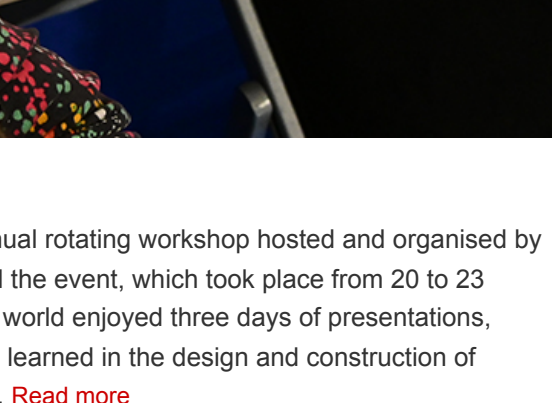 nual rotating workshop hosted and organised by
the event, which took place from 20 to 23
world enjoyed three days of presentations,
learned in the design and construction of
. Read more